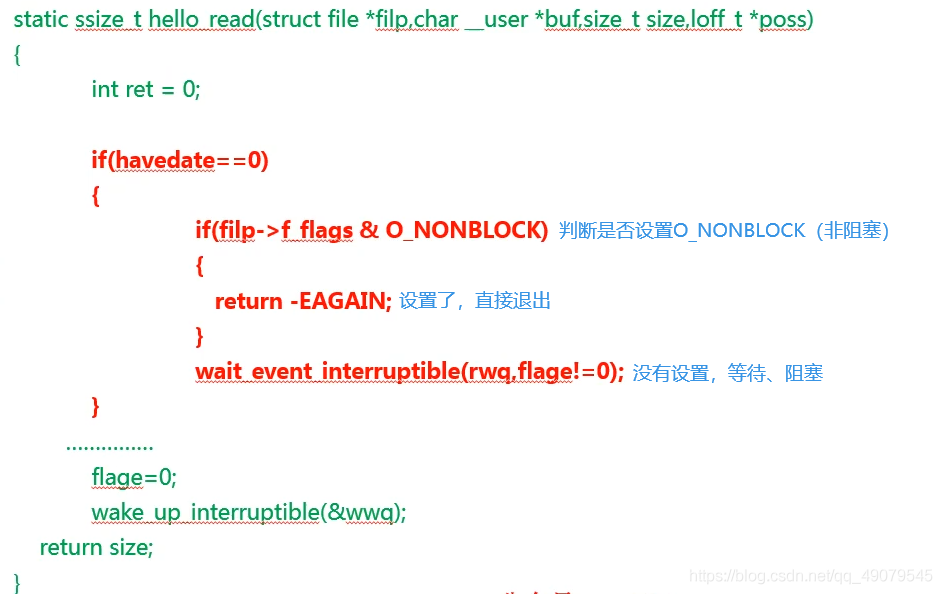 static ssize_t hello_read(struct file *filp,char __user *buf,size_t size,loff_t *poss)
{
int ret = 0;
if(havedate==0)
{
if(filp->f_flags & O_NONBLOCK) 判断是否设置O_NONBLOCK（非阻塞）
{
return -EAGAIN; 设置了，直接退出
}
wait_event_interruptible(rwq,flage!=0); 没有设置，等待、阻塞
}
...............
flage=0;
wake_up_interruptible(&wwq);
return size;
}
https://blog.csdn.net/qq_49079545